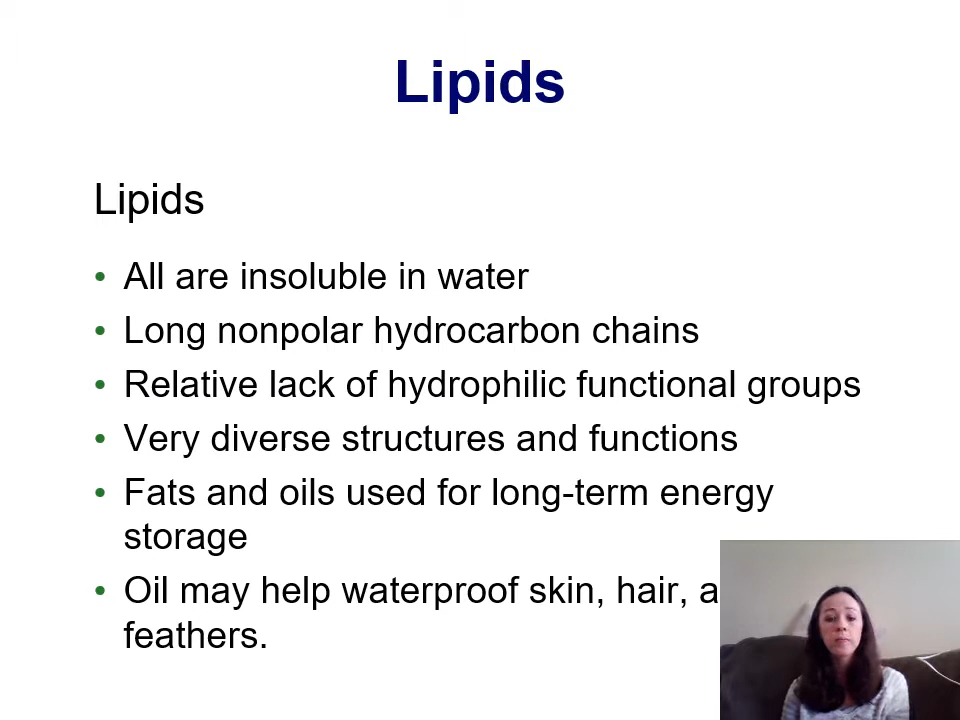 Lipids
Lipids
• All are insoluble in water
• Long nonpolar hydrocarbon chains
• Relative lack of hydrophilic functional groups
• Very diverse structures and functions
• Fats and oils used for long-term energy
storage
• Oil may help waterproof skin, hair,
feathers.